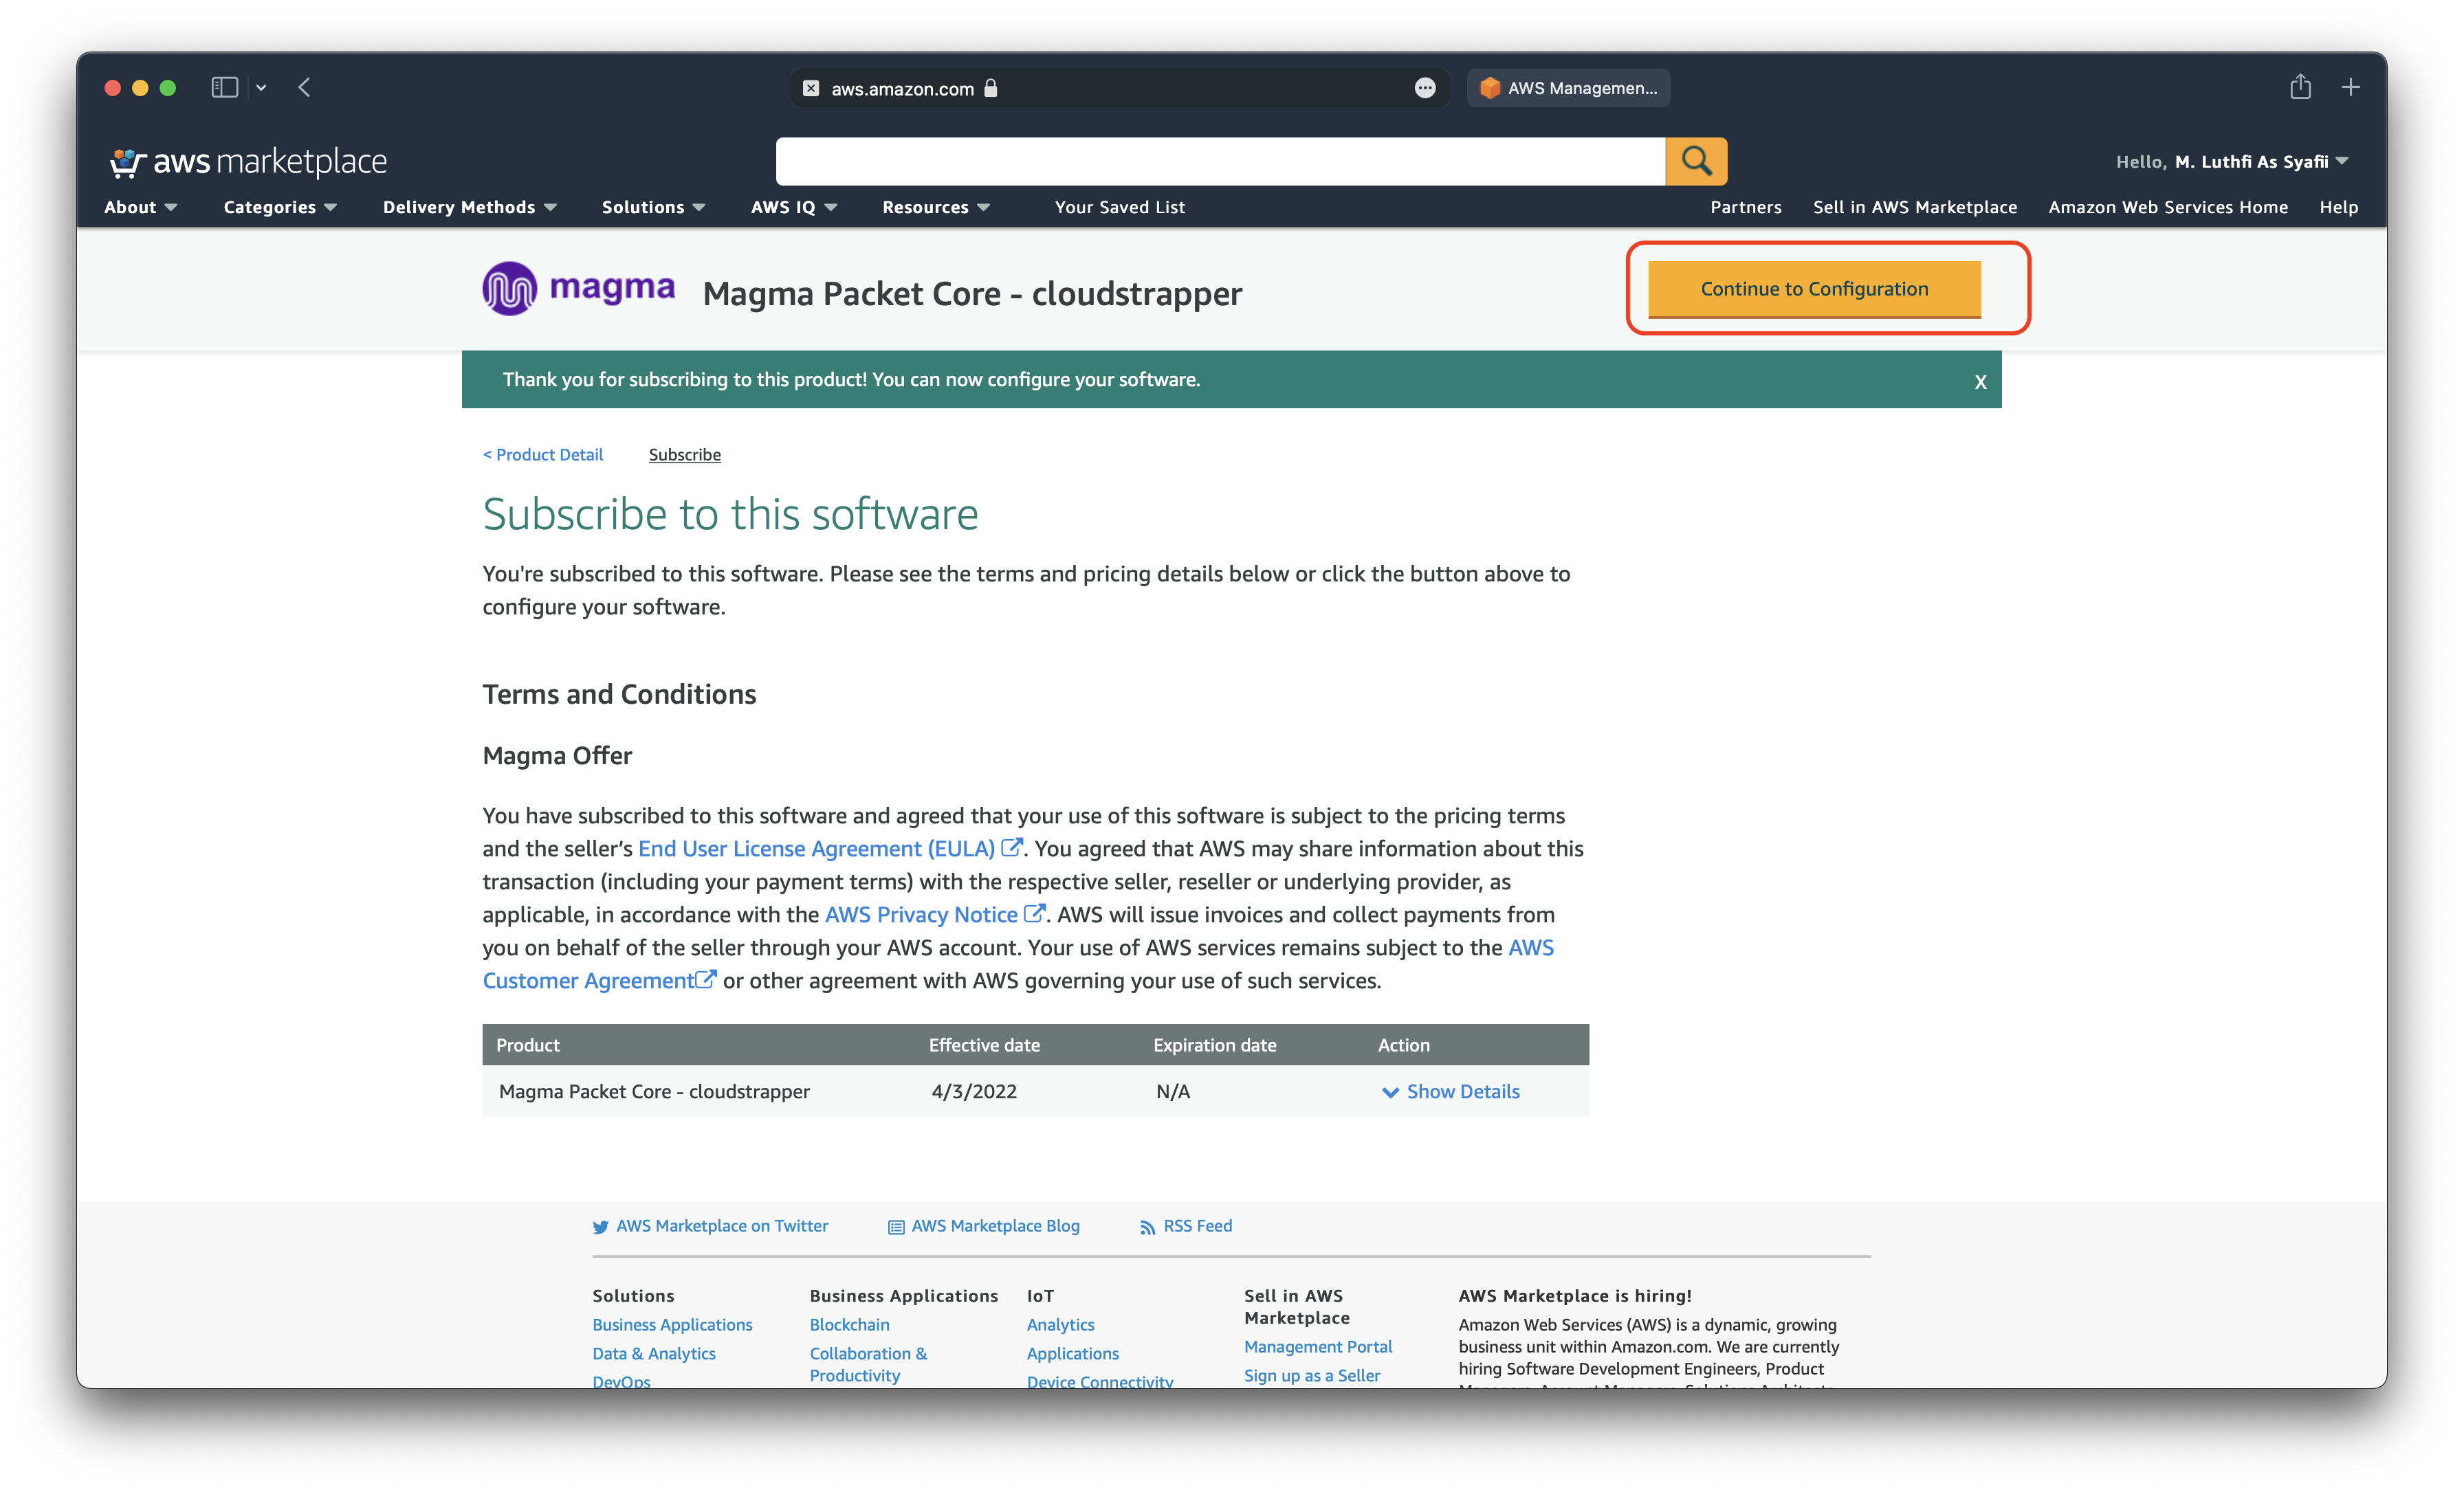 aws.amazon.com
AWS Managemen...
aws marketplace
Hello, M. Luthfi As Syafii
About Categories Delivery Methods Solutions AWS IQ Resources Your Saved List Partners Sell in AWS Marketplace Amazon Web Services Home Help
magma
Magma Packet Core - cloudstrapper
Continue to Configuration
Thank you for subscribing to this product! You can now configure your software.
X
< Product Detail Subscribe
Subscribe to this software
You're subscribed to this software. Please see the terms and pricing details below or click the button above to
configure your software.
Terms and Conditions
Magma Offer
You have subscribed to this software and agreed that your use of this software is subject to the pricing terms
and the seller’s End User License Agreement (EULA) . You agreed that AWS may share information about this
transaction (including your payment terms) with the respective seller, reseller or underlying provider, as
applicable, in accordance with the AWS Privacy Notice . AWS will issue invoices and collect payments from
you on behalf of the seller through your AWS account. Your use of AWS services remains subject to the AWS
Customer Agreement or other agreement with AWS governing your use of such services.
Product Effective date Expiration date Action
Magma Packet Core - cloudstrapper 4/3/2022 N/A Show Details
AWS Marketplace on Twitter AWS Marketplace Blog RSS Feed
Solutions
Business Applications
Data & Analytics
DevOps
Business Applications
Blockchain
Collaboration &
Productivity
IoT
Analytics
Applications
Device Connectivity
Sell in AWS
Marketplace
Management Portal
Sign up as a Seller
AWS Marketplace is hiring!
Amazon Web Services (AWS) is a dynamic, growing
business unit within Amazon.com. We are currently
hiring Software Development Engineers, Product
Managers, Account Managers, Solutions Architects,